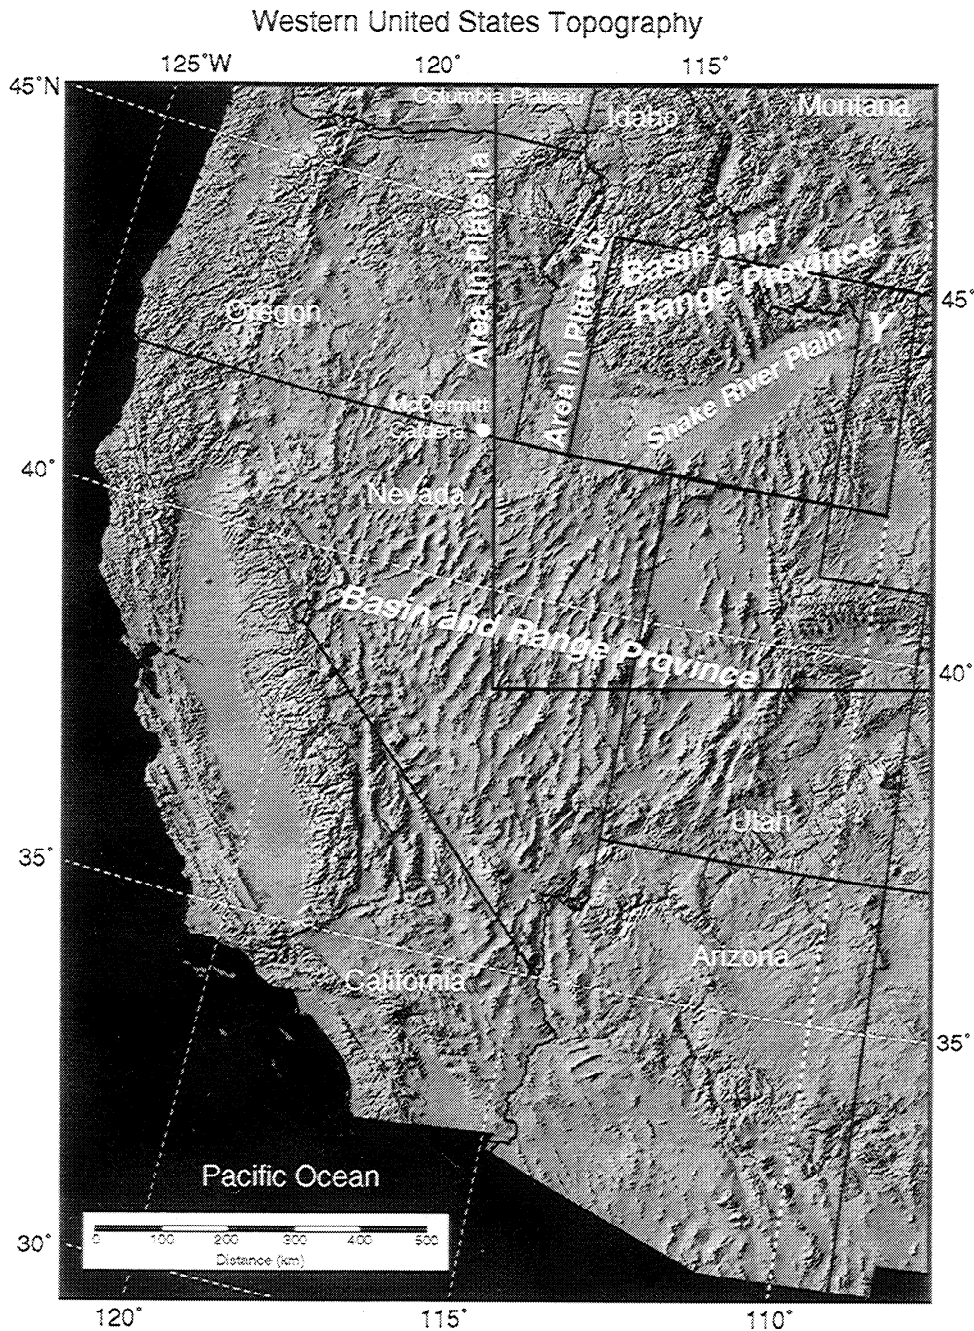 Western United States Topography
125°W 120° 115°
45°N
Columbia Plateau
Idaho
Montana
Area in Plate 1a
Area in Plate 1b
Basin and
Range Province
45°
Oregon
Y
Snake River Plain
McDermitt
Caldera
40°
Nevada
Basin and Range Province
40°
Utah
35°
Arizona
California
35°
Pacific Ocean
30°
0 100 200 300 400 500
Distance (km)
120° 115° 110°